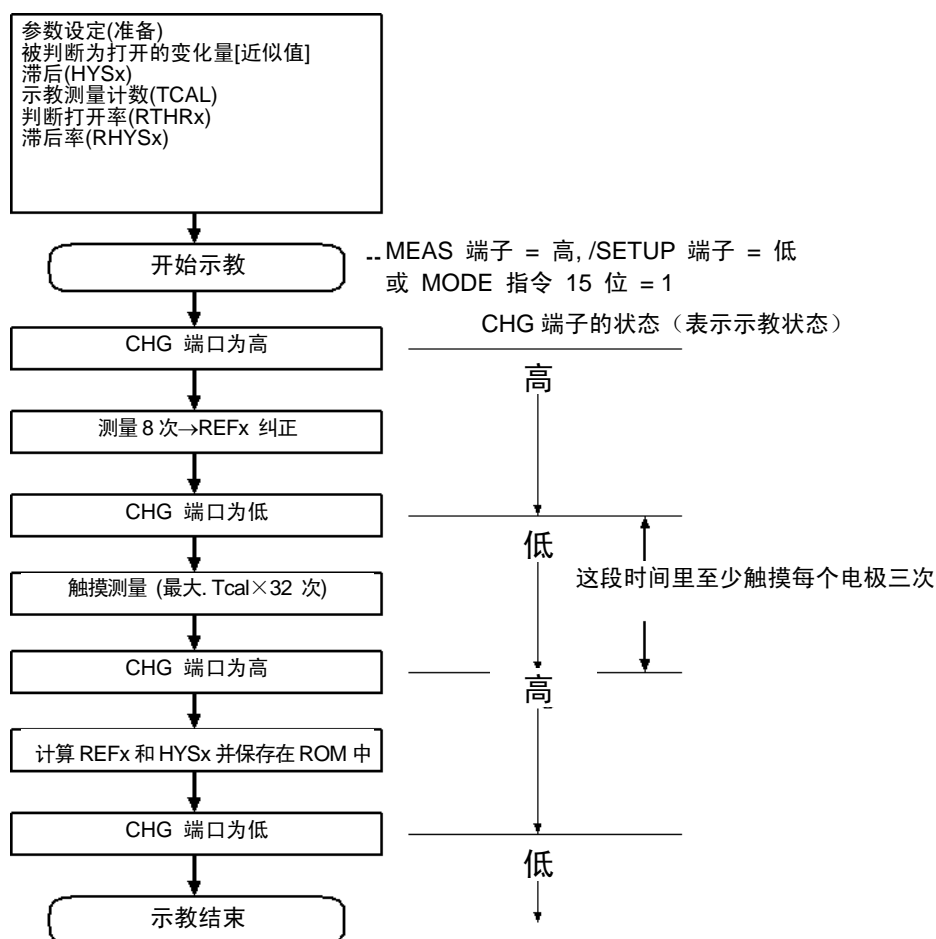 参数设定(准备)
被判断为打开的变化量[近似值]
滞后(HYSx)
示教测量计数(TCAL)
判断打开率(RTHRx)
滞后率(RHYSx)
开始示教
-- MEAS 端子 = 高, /SETUP 端子 = 低
或 MODE 指令 15 位 = 1
CHG 端子的状态（表示示教状态）
CHG 端口为高
高
测量 8 次→REFx 纠正
CHG 端口为低
低
触摸测量 (最大. Tcal×32 次)
这段时间里至少触摸每个电极三次
CHG 端口为高
高
计算 REFx 和 HYSx 并保存在 ROM 中
CHG 端口为低
低
示教结束